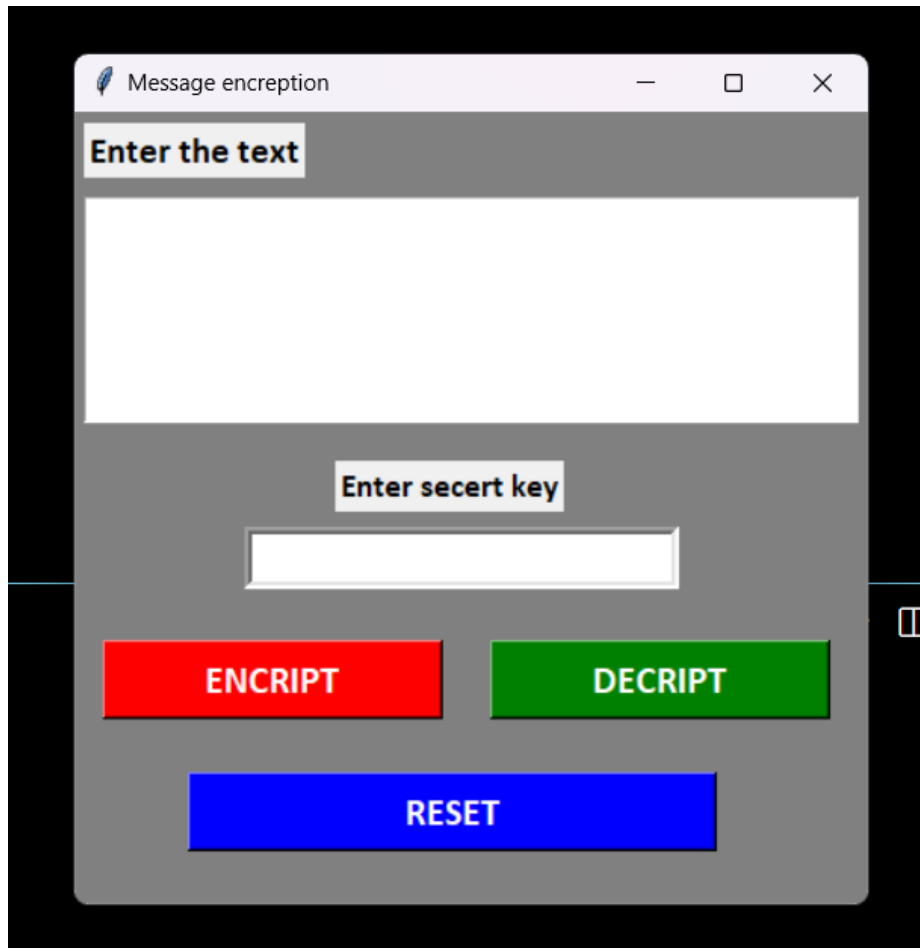 Message encreption
Enter the text
Enter secert key
ENCRIPT
DECRIPT
RESET